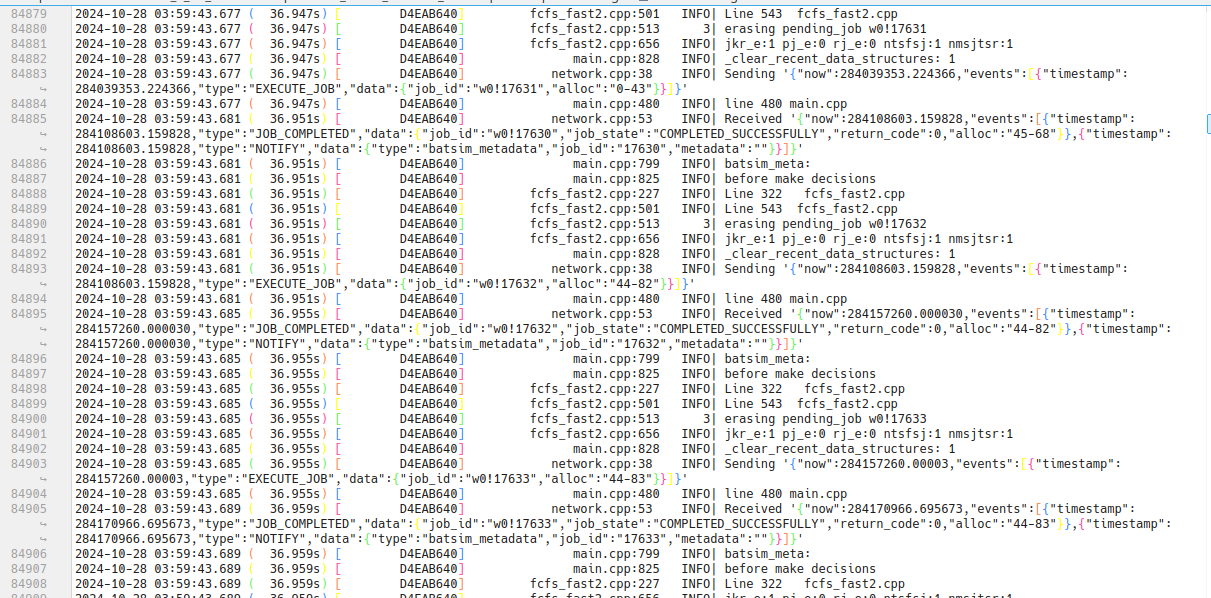 84879 2024-10-28 03:59:43.677 ( 36.947s) [ D4EAB640] fcfs_fast2.cpp:501 INFO| Line 543 fcfs_fast2.cpp
84880 2024-10-28 03:59:43.677 ( 36.947s) [ D4EAB640] fcfs_fast2.cpp:513 3| erasing pending_job w0!17631
84881 2024-10-28 03:59:43.677 ( 36.947s) [ D4EAB640] fcfs_fast2.cpp:656 INFO| jkr_e:1 pj_e:0 rj_e:0 ntsfsj:1 nmsjtsr:1
84882 2024-10-28 03:59:43.677 ( 36.947s) [ D4EAB640] main.cpp:828 INFO| _clear_recent_data_structures: 1
84883 2024-10-28 03:59:43.677 ( 36.947s) [ D4EAB640] network.cpp:38 INFO| Sending '{"now":284039353.224366,"events":[{"timestamp":
284039353.224366,"type":"EXECUTE_JOB","data":{"job_id":"w0!17631","alloc":"0-43"}}]}'
84884 2024-10-28 03:59:43.677 ( 36.947s) [ D4EAB640] main.cpp:480 INFO| line 480 main.cpp
84885 2024-10-28 03:59:43.681 ( 36.951s) [ D4EAB640] network.cpp:53 INFO| Received '{"now":284108603.159828,"events":[{"timestamp":
284108603.159828,"type":"JOB_COMPLETED","data":{"job_id":"w0!17630","job_state":"COMPLETED_SUCCESSFULLY","return_code":0,"alloc":"45-68"}},{"timestamp":
284108603.159828,"type":"NOTIFY","data":{"type":"batsim_metadata","job_id":"17630","metadata":""}}]}'
84886 2024-10-28 03:59:43.681 ( 36.951s) [ D4EAB640] main.cpp:799 INFO| batsim_meta:
84887 2024-10-28 03:59:43.681 ( 36.951s) [ D4EAB640] main.cpp:825 INFO| before make decisions
84888 2024-10-28 03:59:43.681 ( 36.951s) [ D4EAB640] fcfs_fast2.cpp:227 INFO| Line 322 fcfs_fast2.cpp
84889 2024-10-28 03:59:43.681 ( 36.951s) [ D4EAB640] fcfs_fast2.cpp:501 INFO| Line 543 fcfs_fast2.cpp
84890 2024-10-28 03:59:43.681 ( 36.951s) [ D4EAB640] fcfs_fast2.cpp:513 3| erasing pending_job w0!17632
84891 2024-10-28 03:59:43.681 ( 36.951s) [ D4EAB640] fcfs_fast2.cpp:656 INFO| jkr_e:1 pj_e:0 rj_e:0 ntsfsj:1 nmsjtsr:1
84892 2024-10-28 03:59:43.681 ( 36.951s) [ D4EAB640] main.cpp:828 INFO| _clear_recent_data_structures: 1
84893 2024-10-28 03:59:43.681 ( 36.951s) [ D4EAB640] network.cpp:38 INFO| Sending '{"now":284108603.159828,"events":[{"timestamp":
284108603.159828,"type":"EXECUTE_JOB","data":{"job_id":"w0!17632","alloc":"44-82"}}]}'
84894 2024-10-28 03:59:43.681 ( 36.951s) [ D4EAB640] main.cpp:480 INFO| line 480 main.cpp
84895 2024-10-28 03:59:43.685 ( 36.955s) [ D4EAB640] network.cpp:53 INFO| Received '{"now":284157260.000030,"events":[{"timestamp":
284157260.000030,"type":"JOB_COMPLETED","data":{"job_id":"w0!17632","job_state":"COMPLETED_SUCCESSFULLY","return_code":0,"alloc":"44-82"}},{"timestamp":
284157260.000030,"type":"NOTIFY","data":{"type":"batsim_metadata","job_id":"17632","metadata":""}}]}'
84896 2024-10-28 03:59:43.685 ( 36.955s) [ D4EAB640] main.cpp:799 INFO| batsim_meta:
84897 2024-10-28 03:59:43.685 ( 36.955s) [ D4EAB640] main.cpp:825 INFO| before make decisions
84898 2024-10-28 03:59:43.685 ( 36.955s) [ D4EAB640] fcfs_fast2.cpp:227 INFO| Line 322 fcfs_fast2.cpp
84899 2024-10-28 03:59:43.685 ( 36.955s) [ D4EAB640] fcfs_fast2.cpp:501 INFO| Line 543 fcfs_fast2.cpp
84900 2024-10-28 03:59:43.685 ( 36.955s) [ D4EAB640] fcfs_fast2.cpp:513 3| erasing pending_job w0!17633
84901 2024-10-28 03:59:43.685 ( 36.955s) [ D4EAB640] fcfs_fast2.cpp:656 INFO| jkr_e:1 pj_e:0 rj_e:0 ntsfsj:1 nmsjtsr:1
84902 2024-10-28 03:59:43.685 ( 36.955s) [ D4EAB640] main.cpp:828 INFO| _clear_recent_data_structures: 1
84903 2024-10-28 03:59:43.685 ( 36.955s) [ D4EAB640] network.cpp:38 INFO| Sending '{"now":284157260.00003,"events":[{"timestamp":
284157260.00003,"type":"EXECUTE_JOB","data":{"job_id":"w0!17633","alloc":"44-83"}}]}'
84904 2024-10-28 03:59:43.685 ( 36.955s) [ D4EAB640] main.cpp:480 INFO| line 480 main.cpp
84905 2024-10-28 03:59:43.689 ( 36.959s) [ D4EAB640] network.cpp:53 INFO| Received '{"now":284170966.695673,"events":[{"timestamp":
284170966.695673,"type":"JOB_COMPLETED","data":{"job_id":"w0!17633","job_state":"COMPLETED_SUCCESSFULLY","return_code":0,"alloc":"44-83"}},{"timestamp":
284170966.695673,"type":"NOTIFY","data":{"type":"batsim_metadata","job_id":"17633","metadata":""}}]}'
84906 2024-10-28 03:59:43.689 ( 36.959s) [ D4EAB640] main.cpp:799 INFO| batsim_meta:
84907 2024-10-28 03:59:43.689 ( 36.959s) [ D4EAB640] main.cpp:825 INFO| before make decisions
84908 2024-10-28 03:59:43.689 ( 36.959s) [ D4EAB640] fcfs_fast2.cpp:227 INFO| Line 322 fcfs_fast2.cpp